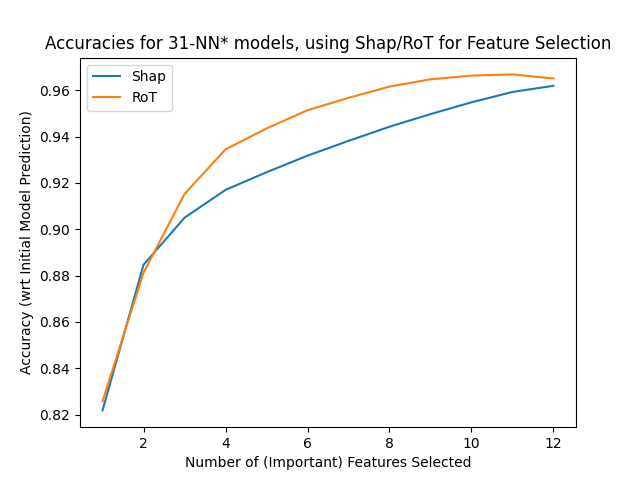 Accuracies for 31-NN* models, using Shap/RoT for Feature Selection
Shap
RoT
Accuracy (wrt Initial Model Prediction)
0.96
0.94
0.92
0.90
0.88
0.86
0.84
0.82
2 4 6 8 10 12
Number of (Important) Features Selected